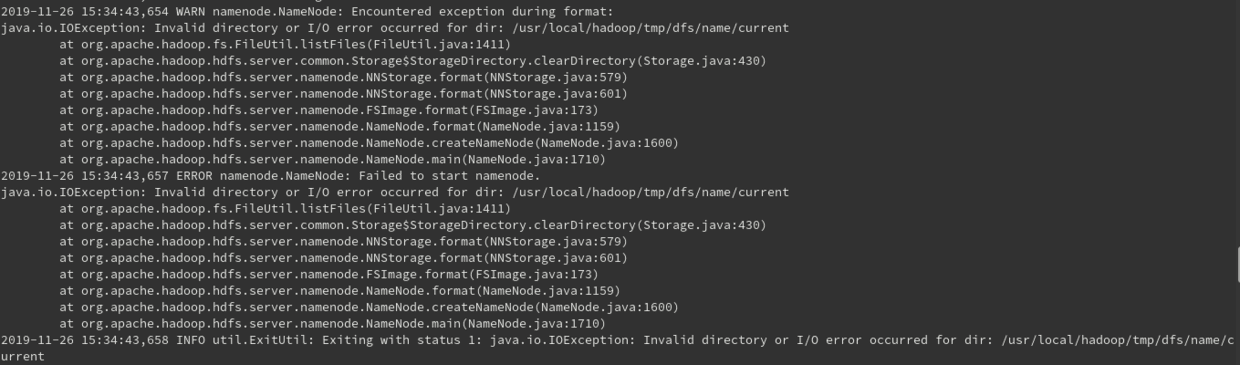 2019-11-26 15:34:43,654 WARN namenode.NameNode: Encountered exception during format:
java.io.IOException: Invalid directory or I/O error occurred for dir: /usr/local/hadoop/tmp/dfs/name/current
        at org.apache.hadoop.fs.FileUtil.listFiles(FileUtil.java:1411)
        at org.apache.hadoop.hdfs.server.common.Storage$StorageDirectory.clearDirectory(Storage.java:430)
        at org.apache.hadoop.hdfs.server.namenode.NNStorage.format(NNStorage.java:579)
        at org.apache.hadoop.hdfs.server.namenode.NNStorage.format(NNStorage.java:601)
        at org.apache.hadoop.hdfs.server.namenode.FSImage.format(FSImage.java:173)
        at org.apache.hadoop.hdfs.server.namenode.NameNode.format(NameNode.java:1159)
        at org.apache.hadoop.hdfs.server.namenode.NameNode.createNameNode(NameNode.java:1600)
        at org.apache.hadoop.hdfs.server.namenode.NameNode.main(NameNode.java:1710)
2019-11-26 15:34:43,657 ERROR namenode.NameNode: Failed to start namenode.
java.io.IOException: Invalid directory or I/O error occurred for dir: /usr/local/hadoop/tmp/dfs/name/current
        at org.apache.hadoop.fs.FileUtil.listFiles(FileUtil.java:1411)
        at org.apache.hadoop.hdfs.server.common.Storage$StorageDirectory.clearDirectory(Storage.java:430)
        at org.apache.hadoop.hdfs.server.namenode.NNStorage.format(NNStorage.java:579)
        at org.apache.hadoop.hdfs.server.namenode.NNStorage.format(NNStorage.java:601)
        at org.apache.hadoop.hdfs.server.namenode.FSImage.format(FSImage.java:173)
        at org.apache.hadoop.hdfs.server.namenode.NameNode.format(NameNode.java:1159)
        at org.apache.hadoop.hdfs.server.namenode.NameNode.createNameNode(NameNode.java:1600)
        at org.apache.hadoop.hdfs.server.namenode.NameNode.main(NameNode.java:1710)
2019-11-26 15:34:43,658 INFO util.ExitUtil: Exiting with status 1: java.io.IOException: Invalid directory or I/O error occurred for dir: /usr/local/hadoop/tmp/dfs/name/c
urrent